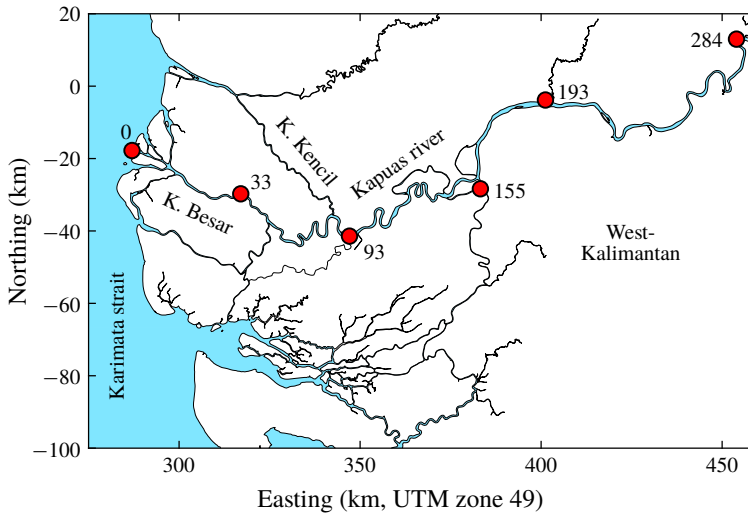 20
0
−20
−40
−60
−80
−100
Northing (km)
300
350
400
450
Easting (km, UTM zone 49)
284
193
0
K. Kencil
Kapuas river
33
155
K. Besar
93
West-
Kalimantan
Karimata strait